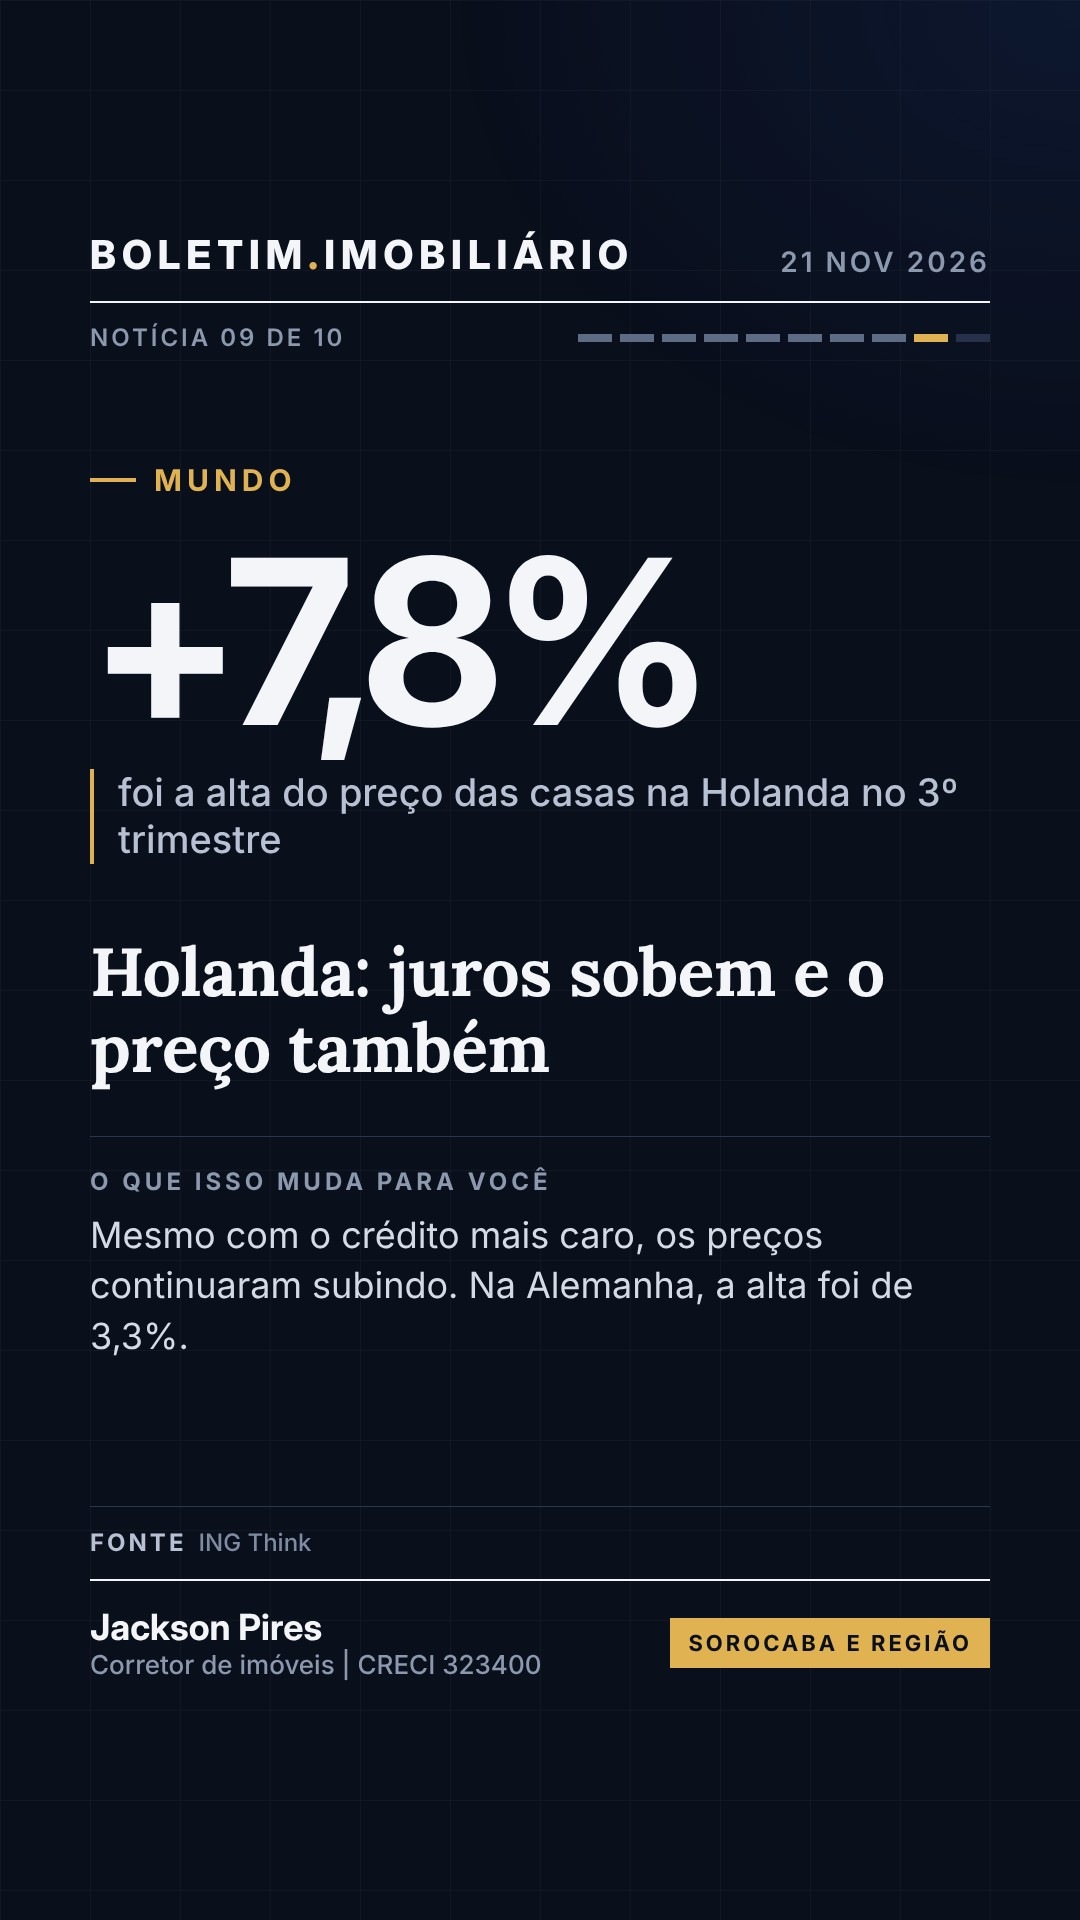 BOLETIM.IMOBILIÁRIO
21 NOV 2026
NOTÍCIA 09 DE 10
MUNDO
+7,8%
foi a alta do preço das casas na Holanda no 3º
trimestre
Holanda: juros sobem e o
preço também
O QUE ISSO MUDA PARA VOCÊ
Mesmo com o crédito mais caro, os preços
continuaram subindo. Na Alemanha, a alta foi de
3,3%.
FONTE ING Think
Jackson Pires
Corretor de imóveis | CRECI 323400
SOROCABA E REGIÃO